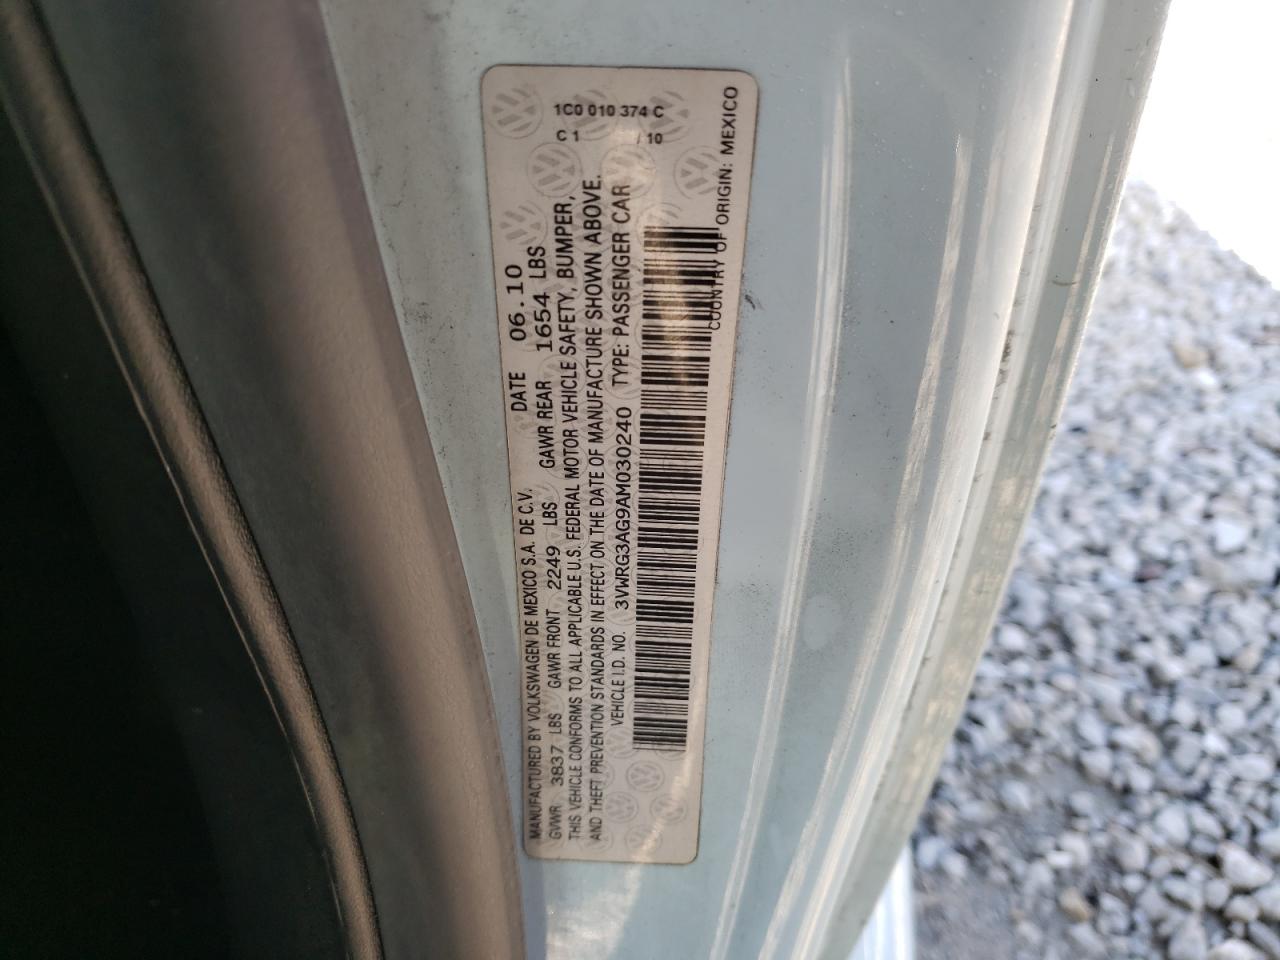 MANUFACTURED BY VOLKSWAGEN DE MEXICO S.A. DE C.V. DATE 06.10
GVWR 3837 LBS GAWR FRONT 2249 LBS GAWR REAR 1654 LBS
THIS VEHICLE CONFORMS TO ALL APPLICABLE U.S. FEDERAL MOTOR VEHICLE SAFETY, BUMPER,
AND THEFT PREVENTION STANDARDS IN EFFECT ON THE DATE OF MANUFACTURE SHOWN ABOVE.
VEHICLE I.D. NO. 3VWRG3AG9AM030240 TYPE: PASSENGER CAR
COUNTRY OF ORIGIN: MEXICO
1C0 010 374 C
C 1 / 10